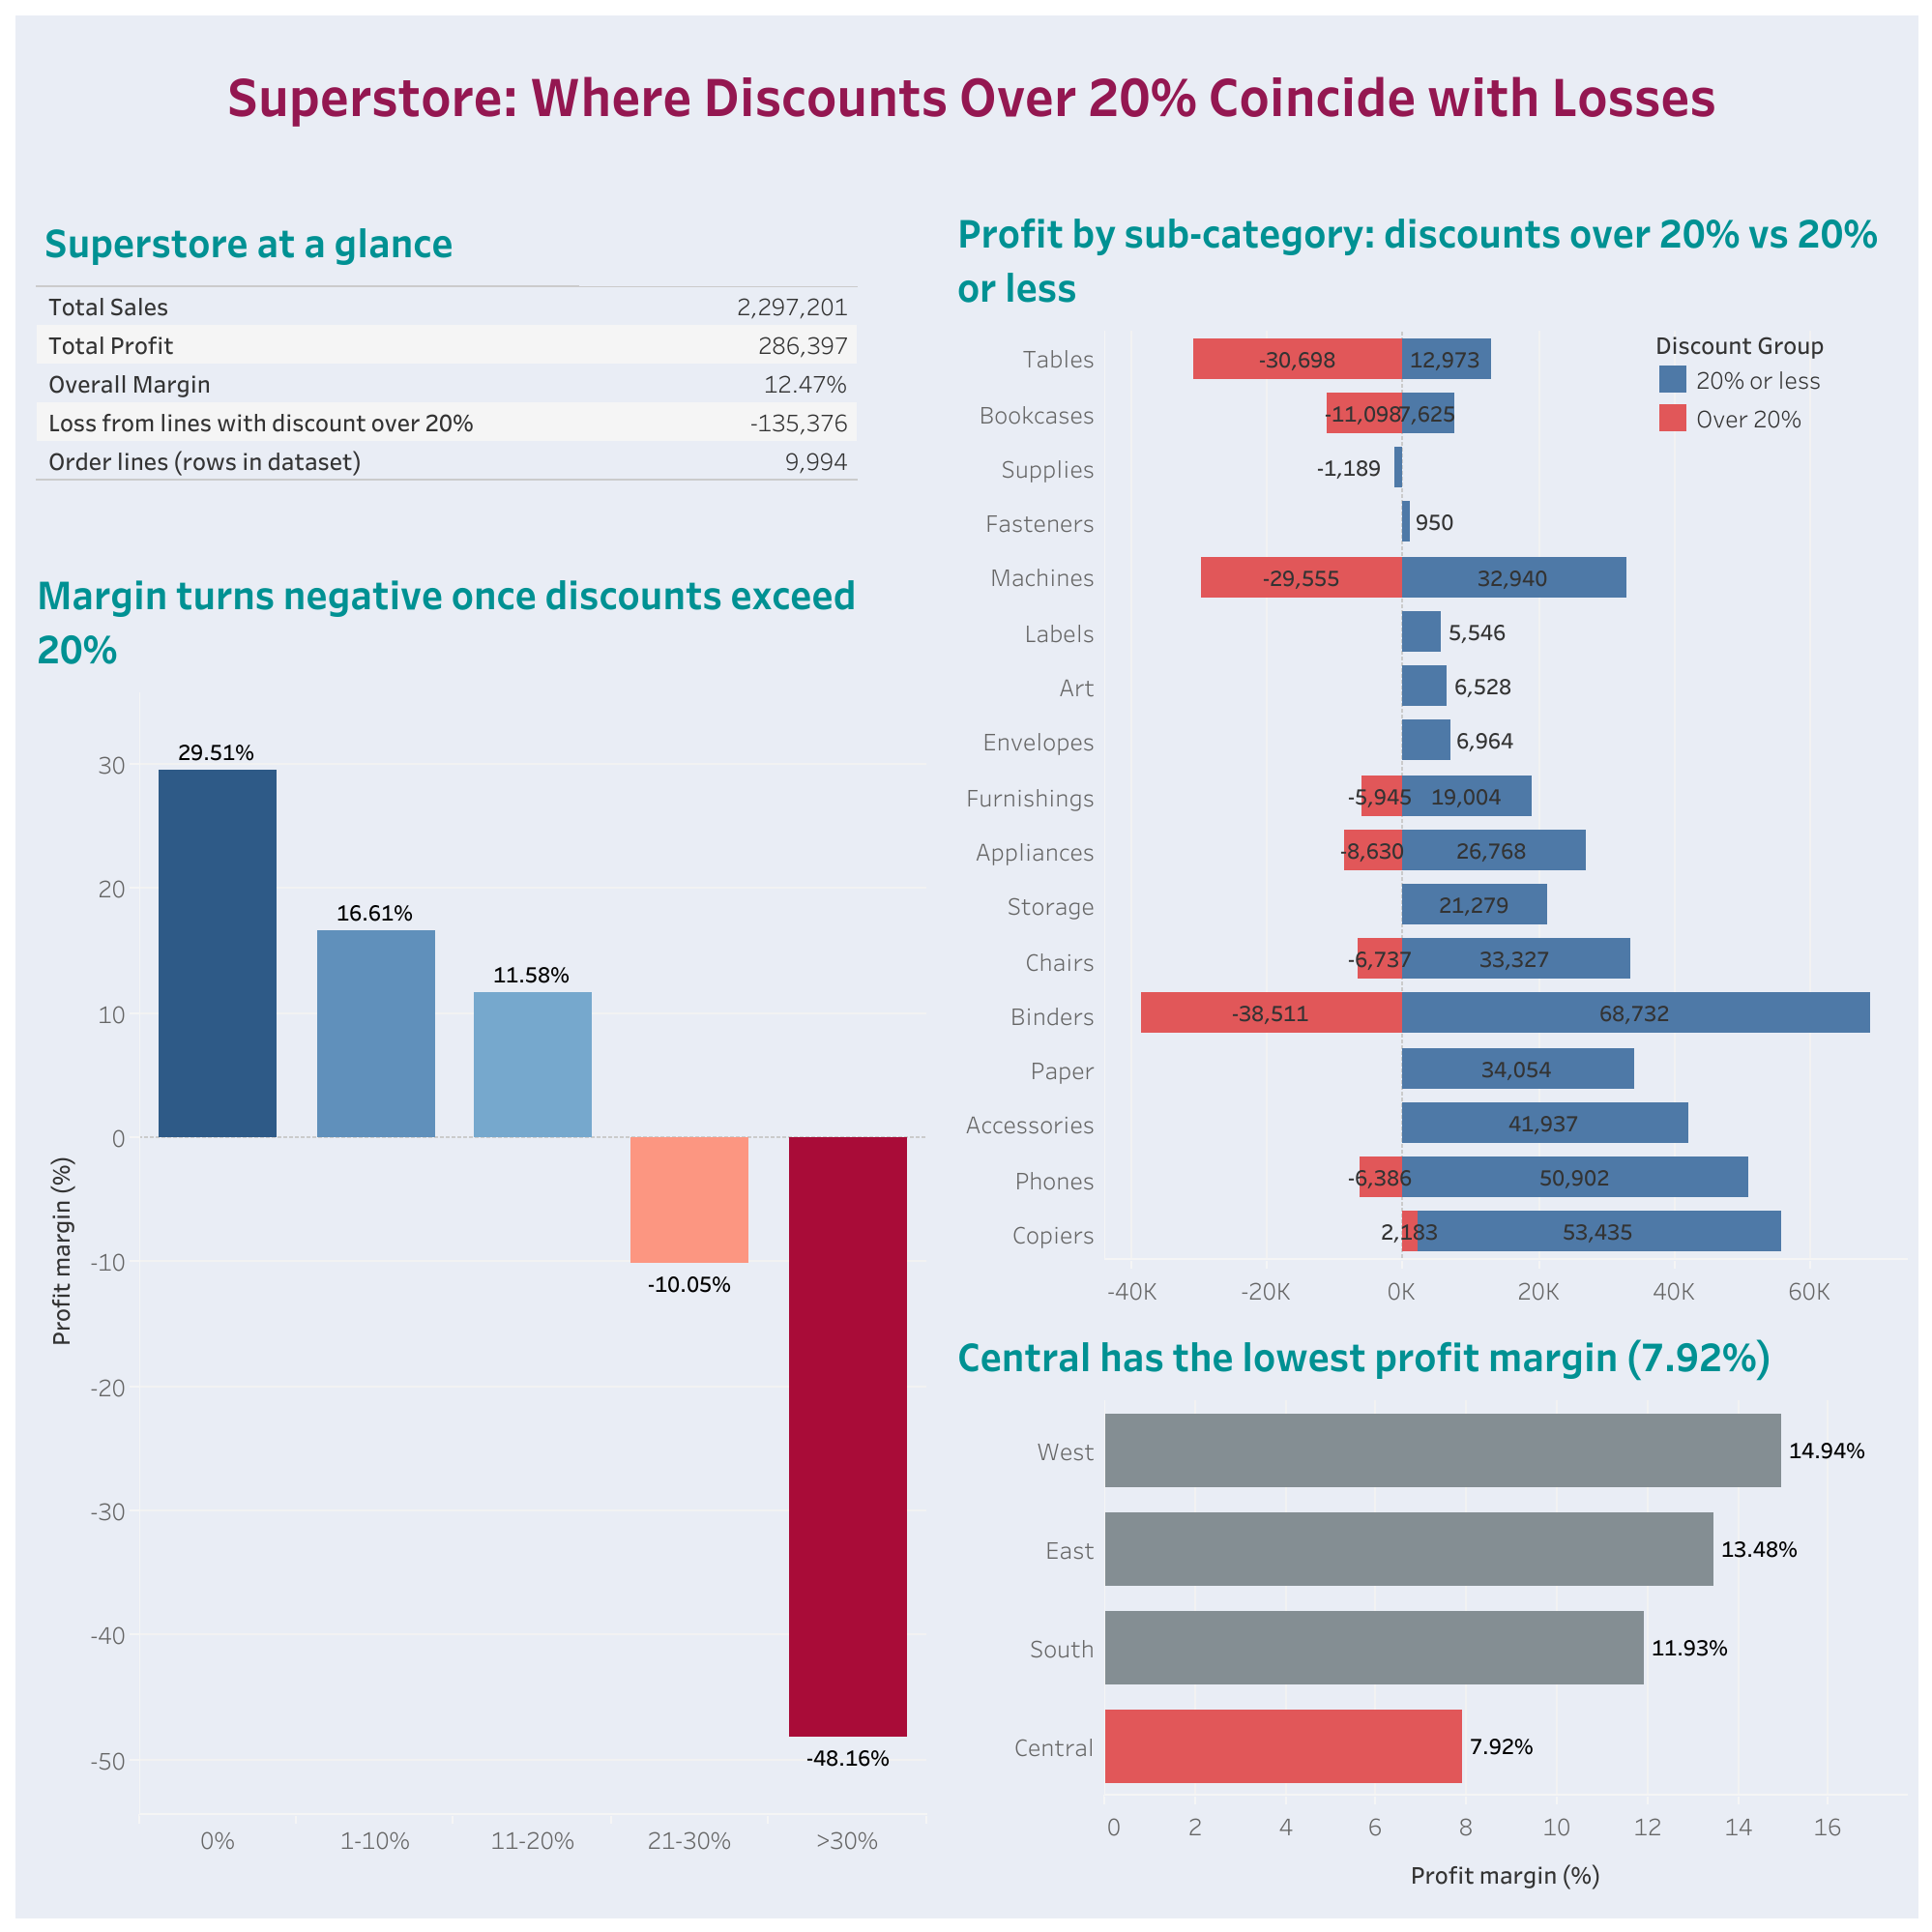 Superstore: Where Discounts Over 20% Coincide with Losses
Superstore at a glance
Total Sales 2,297,201
Total Profit 286,397
Overall Margin 12.47%
Loss from lines with discount over 20% -135,376
Order lines (rows in dataset) 9,994
Margin turns negative once discounts exceed
20%
Profit margin (%)
30
20
10
0
-10
-20
-30
-40
-50
29.51%
16.61%
11.58%
-10.05%
-48.16%
0% 1-10% 11-20% 21-30% >30%
Profit by sub-category: discounts over 20% vs 20%
or less
Discount Group
20% or less
Over 20%
Tables -30,698 12,973
Bookcases -11,098 7,625
Supplies -1,189
Fasteners 950
Machines -29,555 32,940
Labels 5,546
Art 6,528
Envelopes 6,964
Furnishings -5,945 19,004
Appliances -8,630 26,768
Storage 21,279
Chairs -6,737 33,327
Binders -38,511 68,732
Paper 34,054
Accessories 41,937
Phones -6,386 50,902
Copiers 2,183 53,435
-40K -20K 0K 20K 40K 60K
Central has the lowest profit margin (7.92%)
West 14.94%
East 13.48%
South 11.93%
Central 7.92%
0 2 4 6 8 10 12 14 16
Profit margin (%)